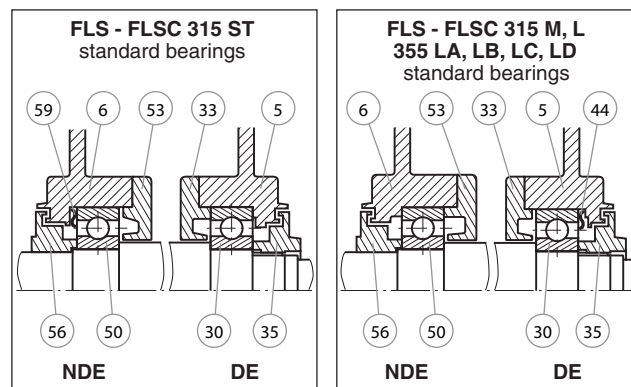 FLS - FLSC 315 ST
standard bearings
59 6 53 33 5
56 50 30 35
NDE DE
FLS - FLSC 315 M, L
355 LA, LB, LC, LD
standard bearings
6 53 33 5 44
56 50 30 35
NDE DE